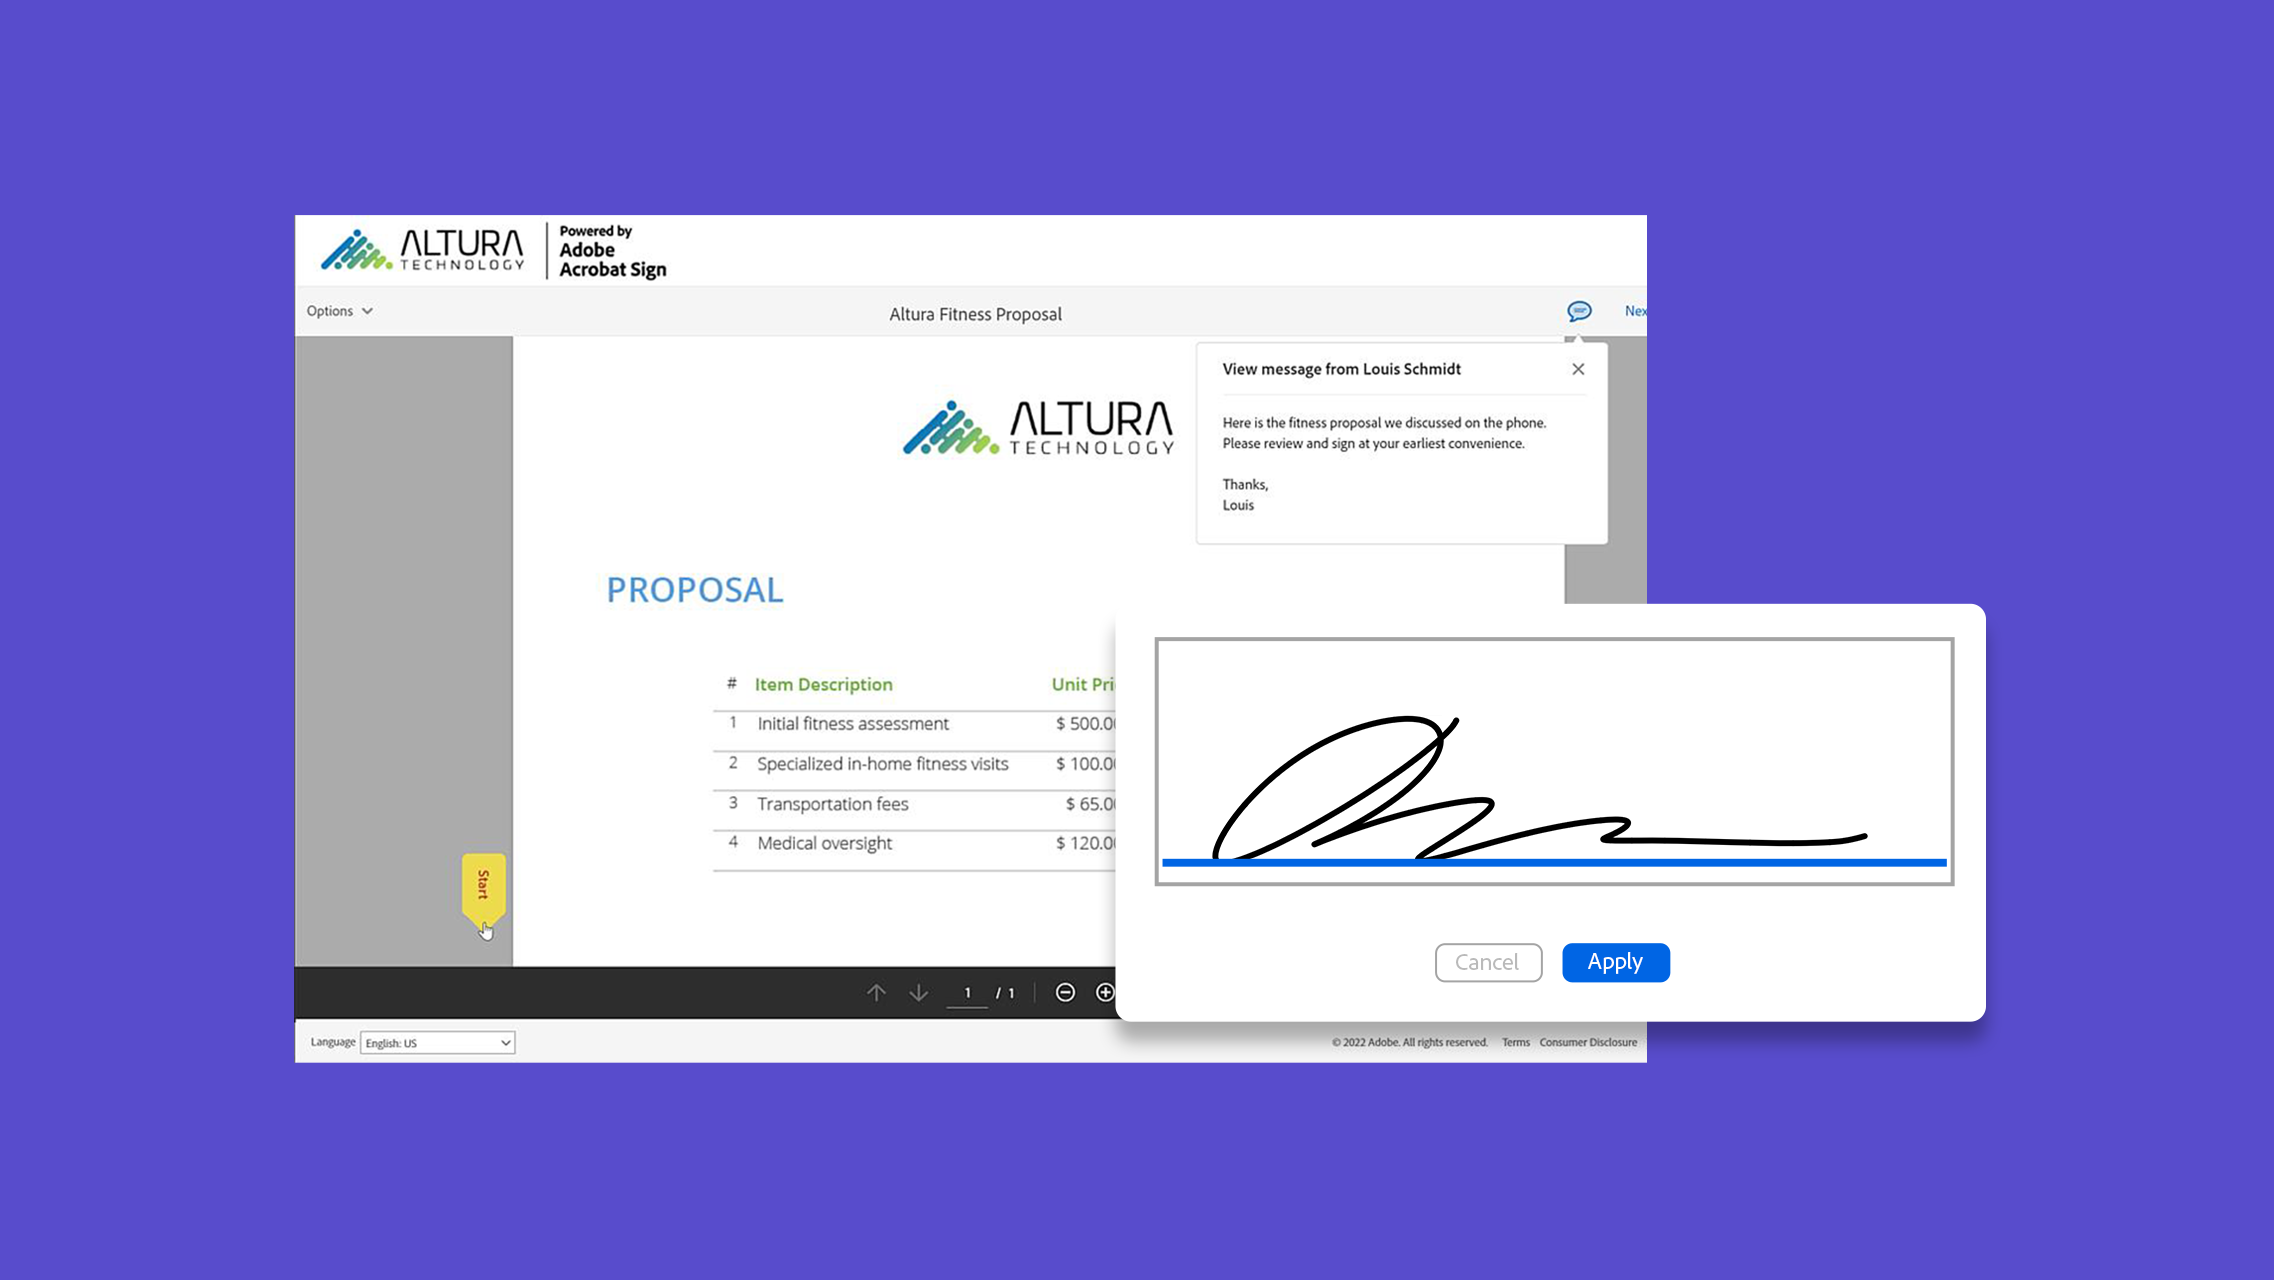 ALTURA
TECHNOLOGY
Powered by
Adobe
Acrobat Sign
Options
Altura Fitness Proposal
Nex
View message from Louis Schmidt
Here is the fitness proposal we discussed on the phone.
Please review and sign at your earliest convenience.
Thanks,
Louis
ALTURA
TECHNOLOGY
PROPOSAL
# Item Description Unit Pri
1 Initial fitness assessment $ 500.0
2 Specialized in-home fitness visits $ 100.0
3 Transportation fees $ 65.0
4 Medical oversight $ 120.0
Start
Cancel Apply
1 / 1
Language English: US
© 2022 Adobe. All rights reserved. Terms Consumer Disclosure